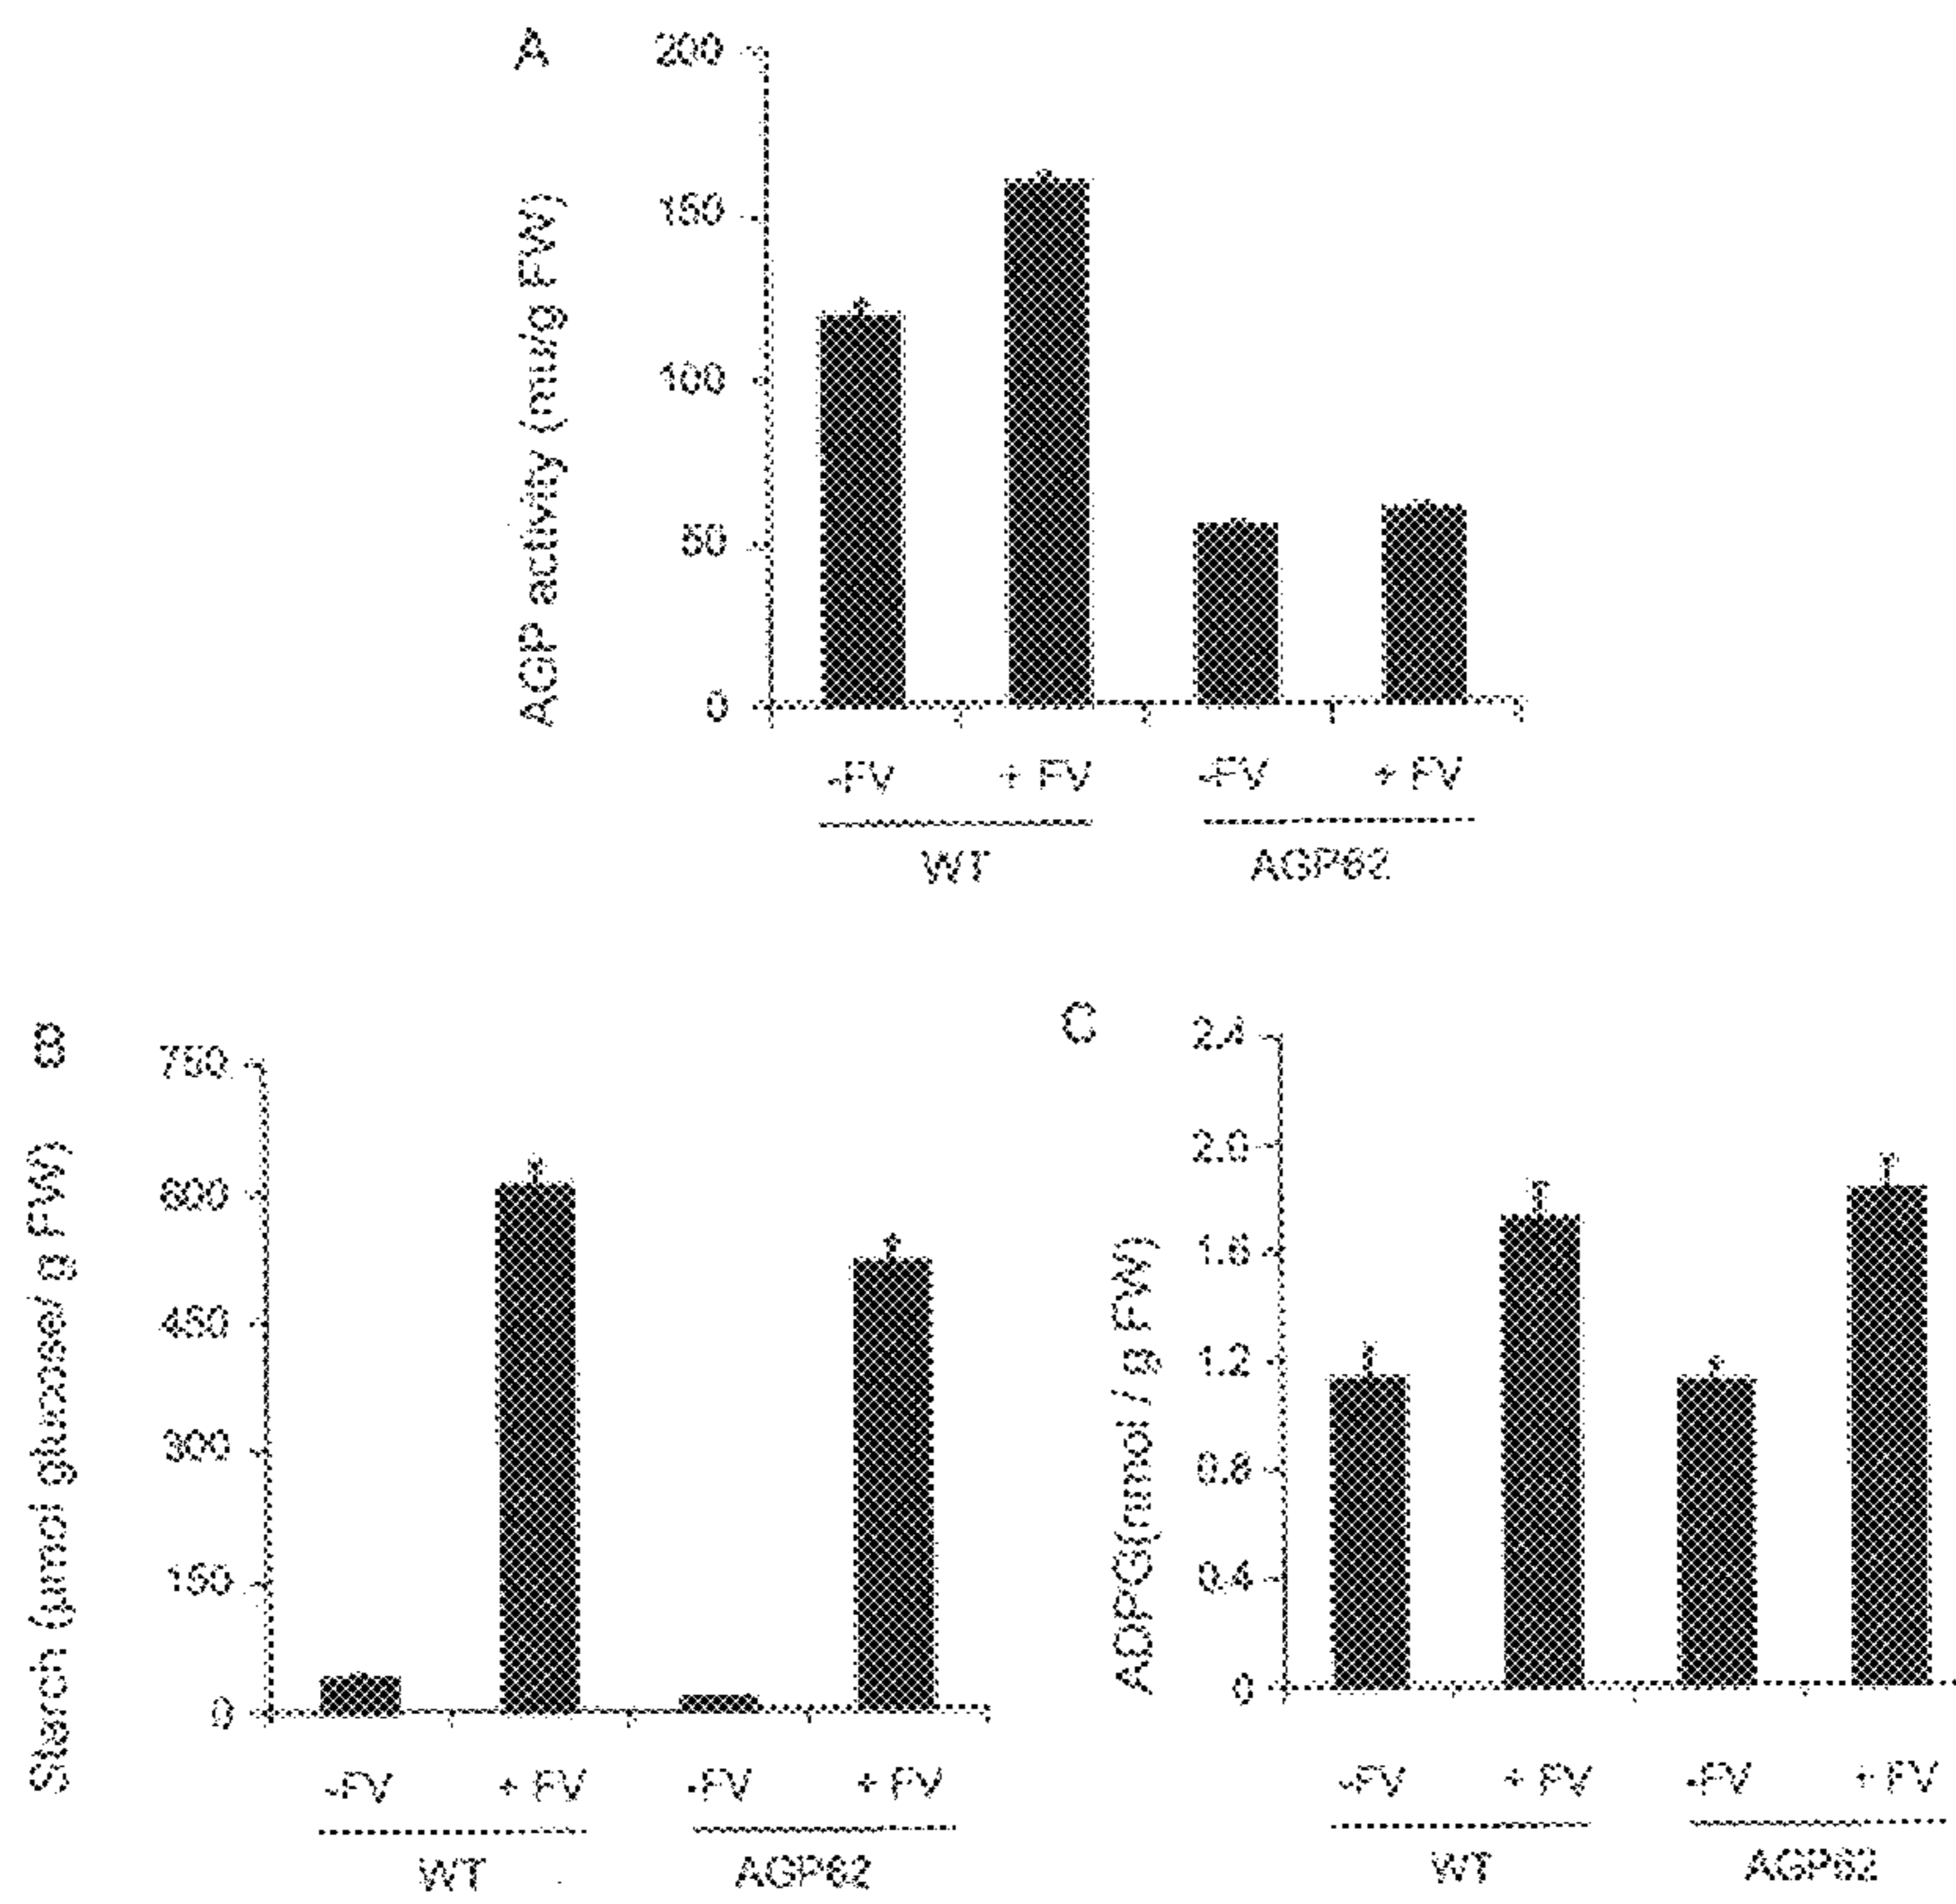 A
200
150
100
50
0
AGP activity (mu/g FW)
-FV + FV -FV + FV
WT AGP62
B
750
600
450
300
150
0
Starch (µmol glucose/ g FW)
-FV + FV -FV + FV
WT AGP62
C
2.4
2.0
1.6
1.2
0.8
0.4
0
ADPG(nmol / g FW)
-FV + FV -FV + FV
WT AGP62